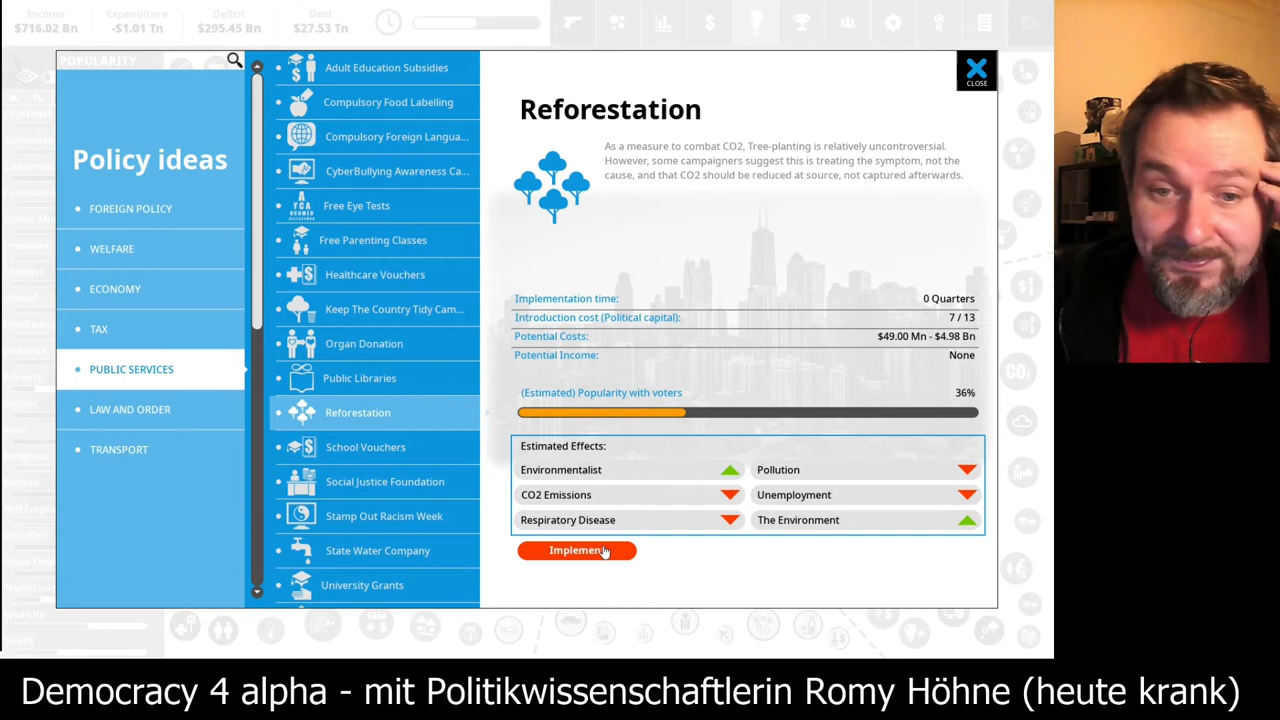 Income Expenditure Deficit Debt
$716.02 Bn -$1.01 Tn $295.45 Bn $27.53 Tn
POPULARITY
CLOSE
Policy ideas
FOREIGN POLICY
WELFARE
ECONOMY
TAX
PUBLIC SERVICES
LAW AND ORDER
TRANSPORT
Adult Education Subsidies
Compulsory Food Labelling
Compulsory Foreign Langua...
CyberBullying Awareness Ca...
Free Eye Tests
Free Parenting Classes
Healthcare Vouchers
Keep The Country Tidy Cam...
Organ Donation
Public Libraries
Reforestation
School Vouchers
Social Justice Foundation
Stamp Out Racism Week
State Water Company
University Grants
Reforestation
As a measure to combat CO2, Tree-planting is relatively uncontroversial.
However, some campaigners suggest this is treating the symptom, not the
cause, and that CO2 should be reduced at source, not captured afterwards.
Implementation time: 0 Quarters
Introduction cost (Political capital): 7 / 13
Potential Costs: $49.00 Mn - $4.98 Bn
Potential Income: None
(Estimated) Popularity with voters 36%
Estimated Effects:
Environmentalist Pollution
CO2 Emissions Unemployment
Respiratory Disease The Environment
Implement
Democracy 4 alpha - mit Politikwissenschaftlerin Romy Höhne (heute krank)